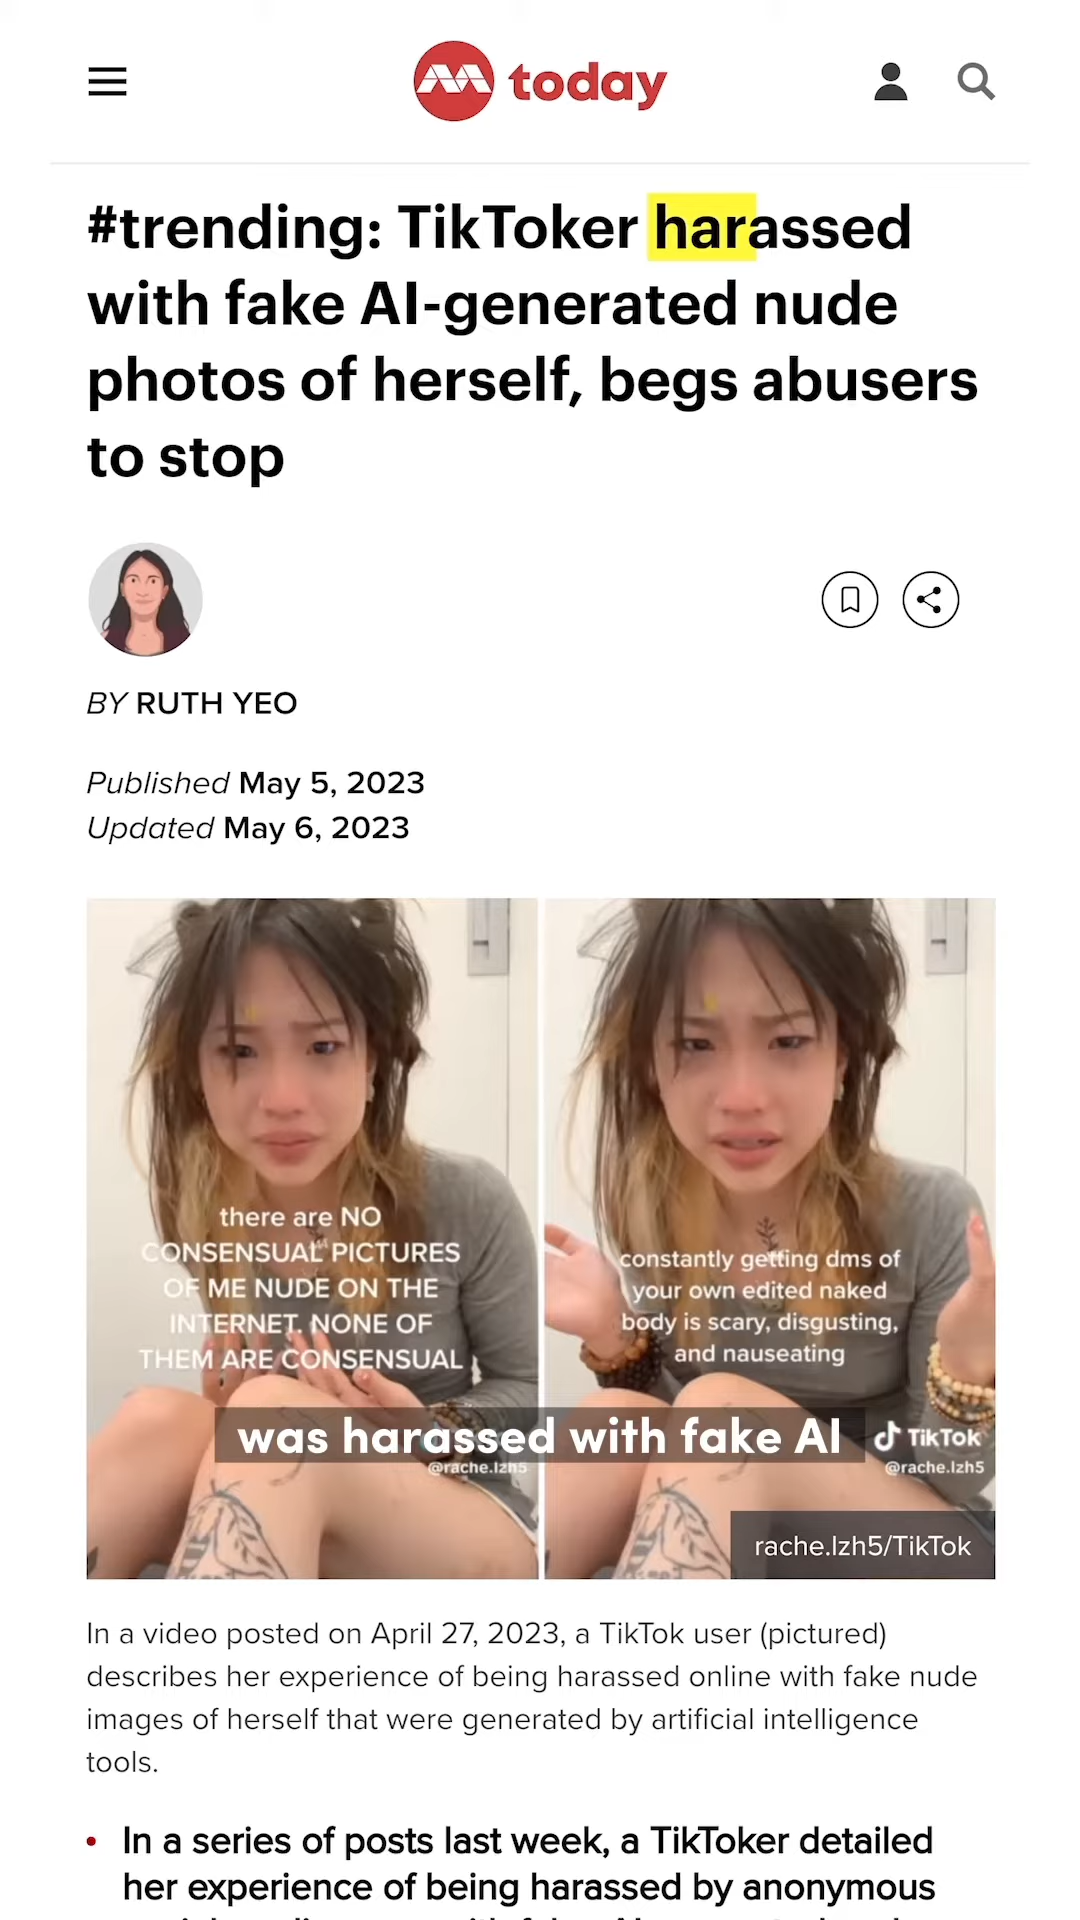 today
#trending: TikToker harassed
with fake AI-generated nude
photos of herself, begs abusers
to stop
BY RUTH YEO
Published May 5, 2023
Updated May 6, 2023
there are NO
CONSENSUAL PICTURES
OF ME NUDE ON THE
INTERNET. NONE OF
THEM ARE CONSENSUAL
constantly getting dms of
your own edited naked
body is scary, disgusting,
and nauseating
was harassed with fake AI
TikTok
@rache.lzh5
@rache.lzh5
rache.lzh5/TikTok
In a video posted on April 27, 2023, a TikTok user (pictured)
describes her experience of being harassed online with fake nude
images of herself that were generated by artificial intelligence
tools.
• In a series of posts last week, a TikToker detailed
her experience of being harassed by anonymous